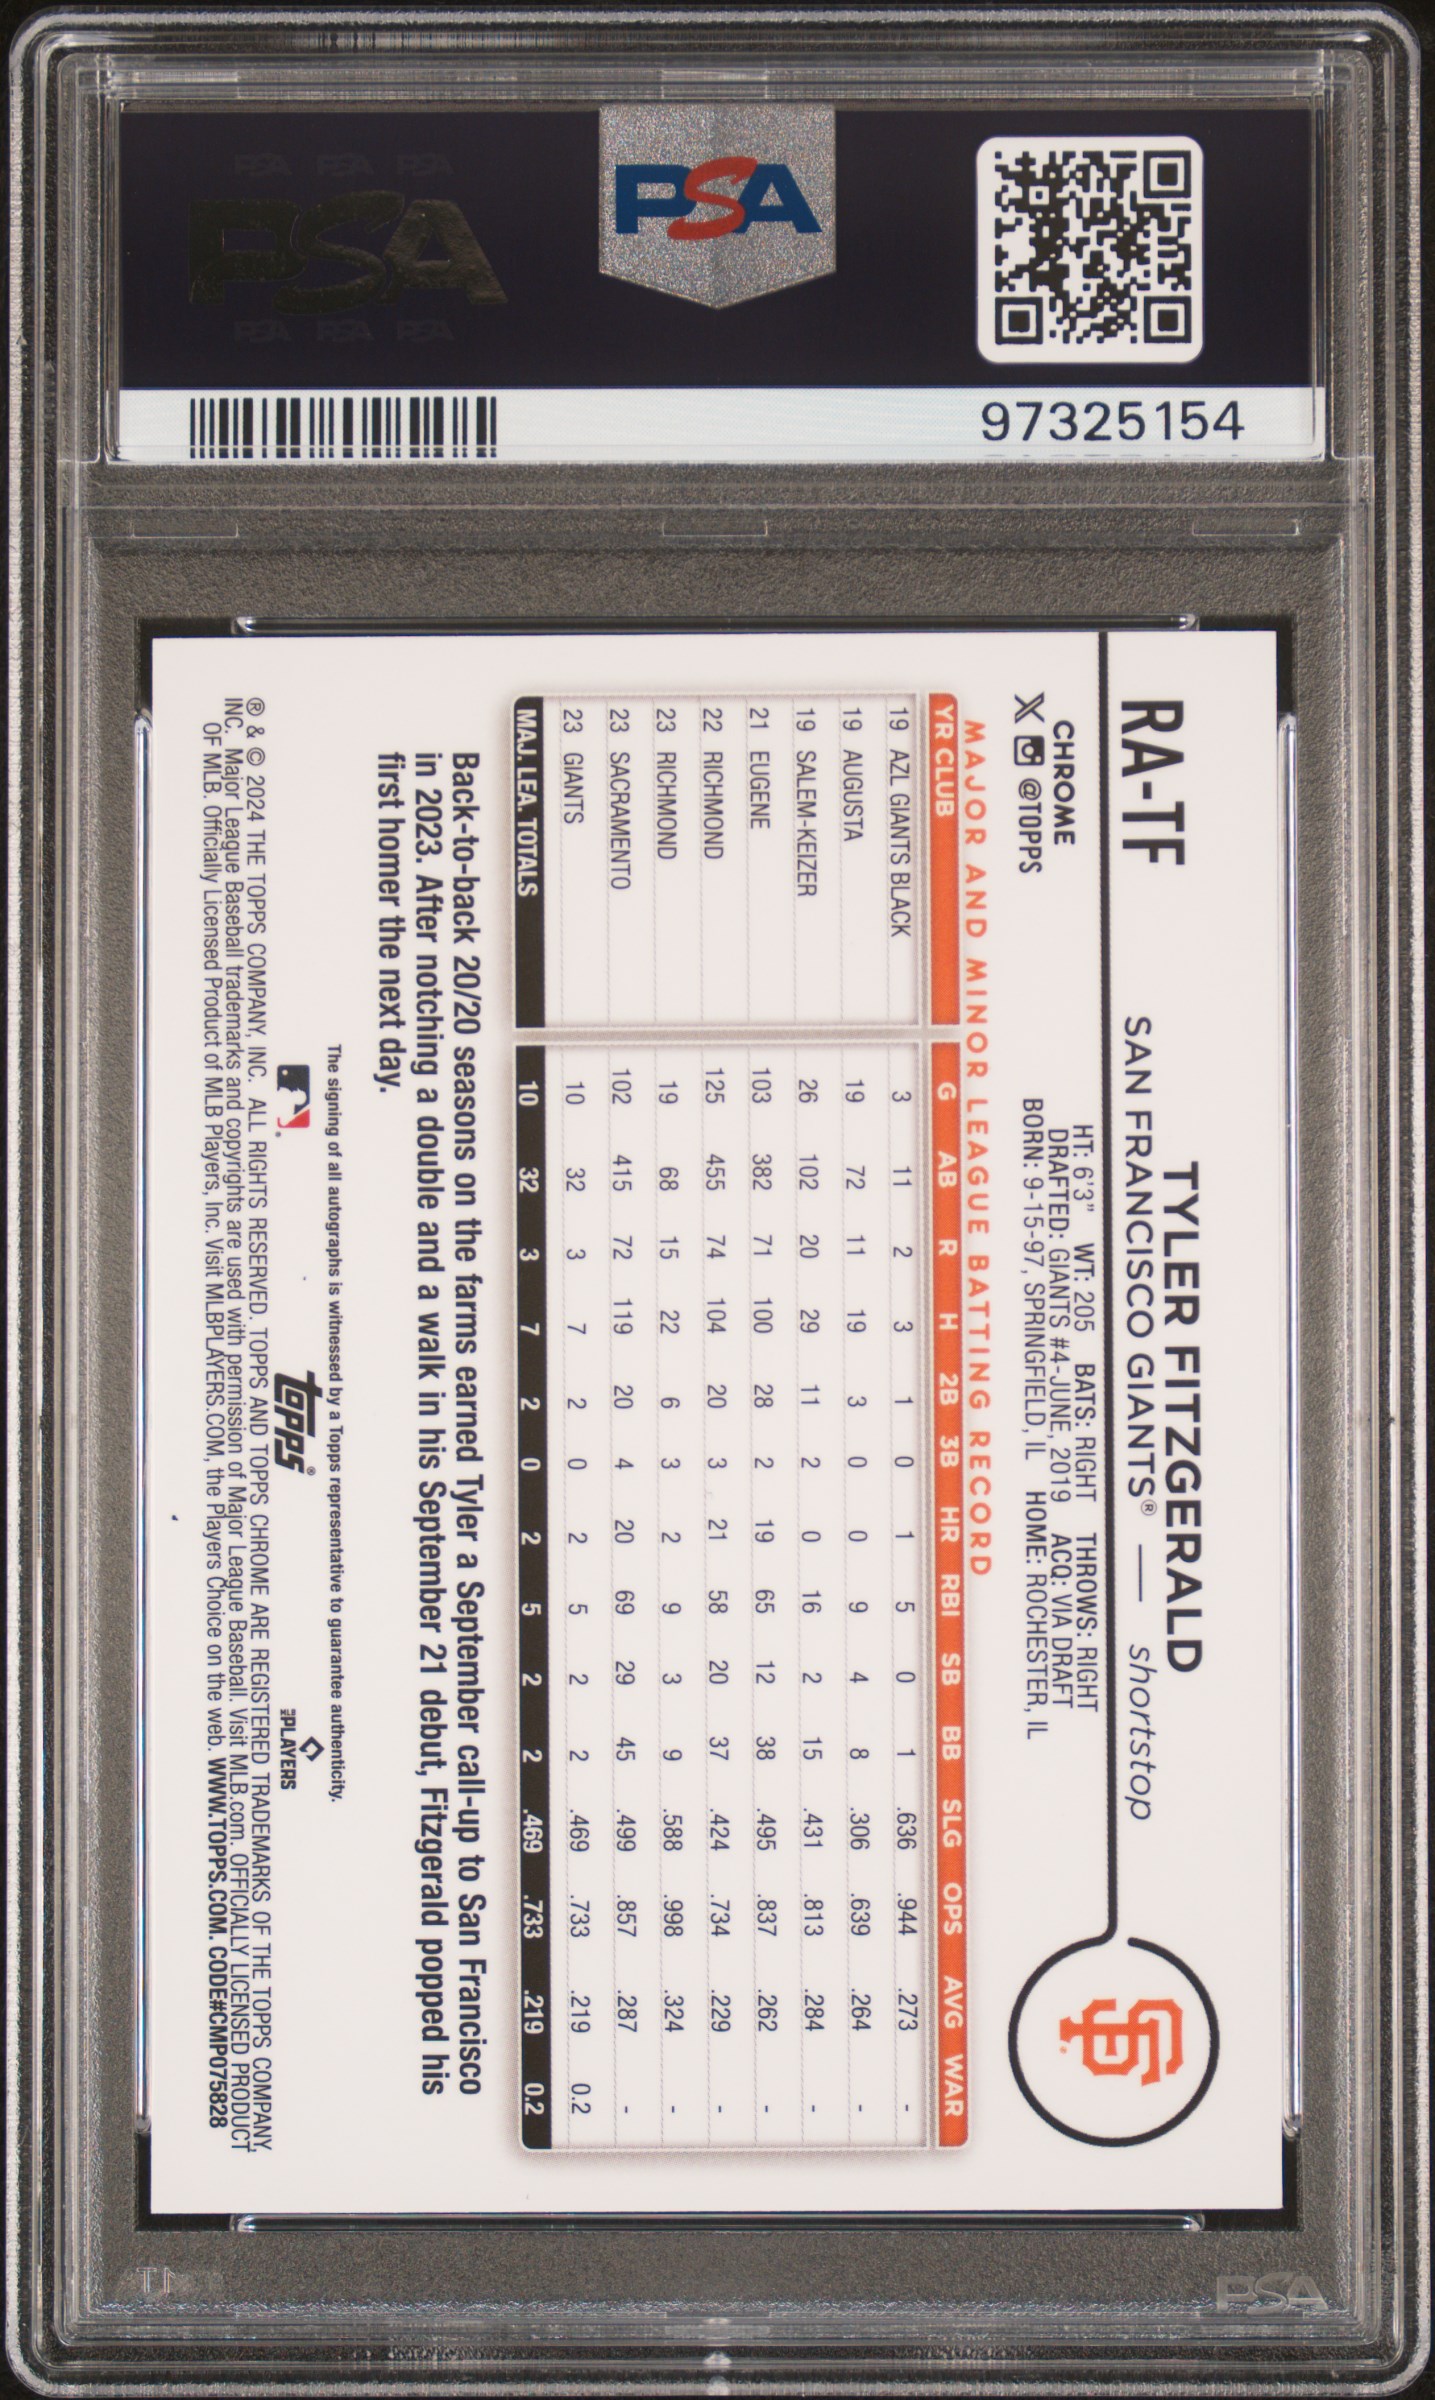 PSA PSA PSA
PSA
PSA PSA PSA
PSA
97325154
RA-TF
TYLER FITZGERALD
SAN FRANCISCO GIANTS® — shortstop
CHROME
@TOPPS
HT: 6'3" WT: 205 BATS: RIGHT THROWS: RIGHT
DRAFTED: GIANTS #4-JUNE, 2019 ACQ: VIA DRAFT
BORN: 9-15-97, SPRINGFIELD, IL HOME: ROCHESTER, IL
SF
MAJOR AND MINOR LEAGUE BATTING RECORD
YR CLUB G AB R H 2B 3B HR RBI SB BB SLG OPS AVG WAR
19 AZL GIANTS BLACK 3 11 2 3 1 0 1 5 0 1 .636 .944 .273 -
19 AUGUSTA 19 72 11 19 3 0 0 9 4 8 .306 .639 .264 -
19 SALEM-KEIZER 26 102 20 29 11 2 0 16 2 15 .431 .813 .284 -
21 EUGENE 103 382 71 100 28 2 19 65 12 38 .495 .837 .262 -
22 RICHMOND 125 455 74 104 20 3 21 58 20 37 .424 .734 .229 -
23 RICHMOND 19 68 15 22 6 3 2 9 3 9 .588 .998 .324 -
23 SACRAMENTO 102 415 72 119 20 4 20 69 29 45 .499 .857 .287 -
23 GIANTS 10 32 3 7 2 0 2 5 2 2 .469 .733 .219 0.2
MAJ. LEA. TOTALS 10 32 3 7 2 0 2 5 2 2 .469 .733 .219 0.2
Back-to-back 20/20 seasons on the farms earned Tyler a September call-up to San Francisco
in 2023. After notching a double and a walk in his September 21 debut, Fitzgerald popped his
first homer the next day.
The signing of all autographs is witnessed by a Topps representative to guarantee authenticity.
topps®
PLAYERS
® & © 2024 THE TOPPS COMPANY, INC. ALL RIGHTS RESERVED. TOPPS AND TOPPS CHROME ARE REGISTERED TRADEMARKS OF THE TOPPS COMPANY,
INC. Major League Baseball trademarks and copyrights are used with permission of Major League Baseball. Visit MLB.com. OFFICIALLY LICENSED PRODUCT
OF MLB. Officially Licensed Product of MLB Players, Inc. Visit MLBPLAYERS.COM, the Players Choice on the web. WWW.TOPPS.COM. CODE#CMP075828
PSA